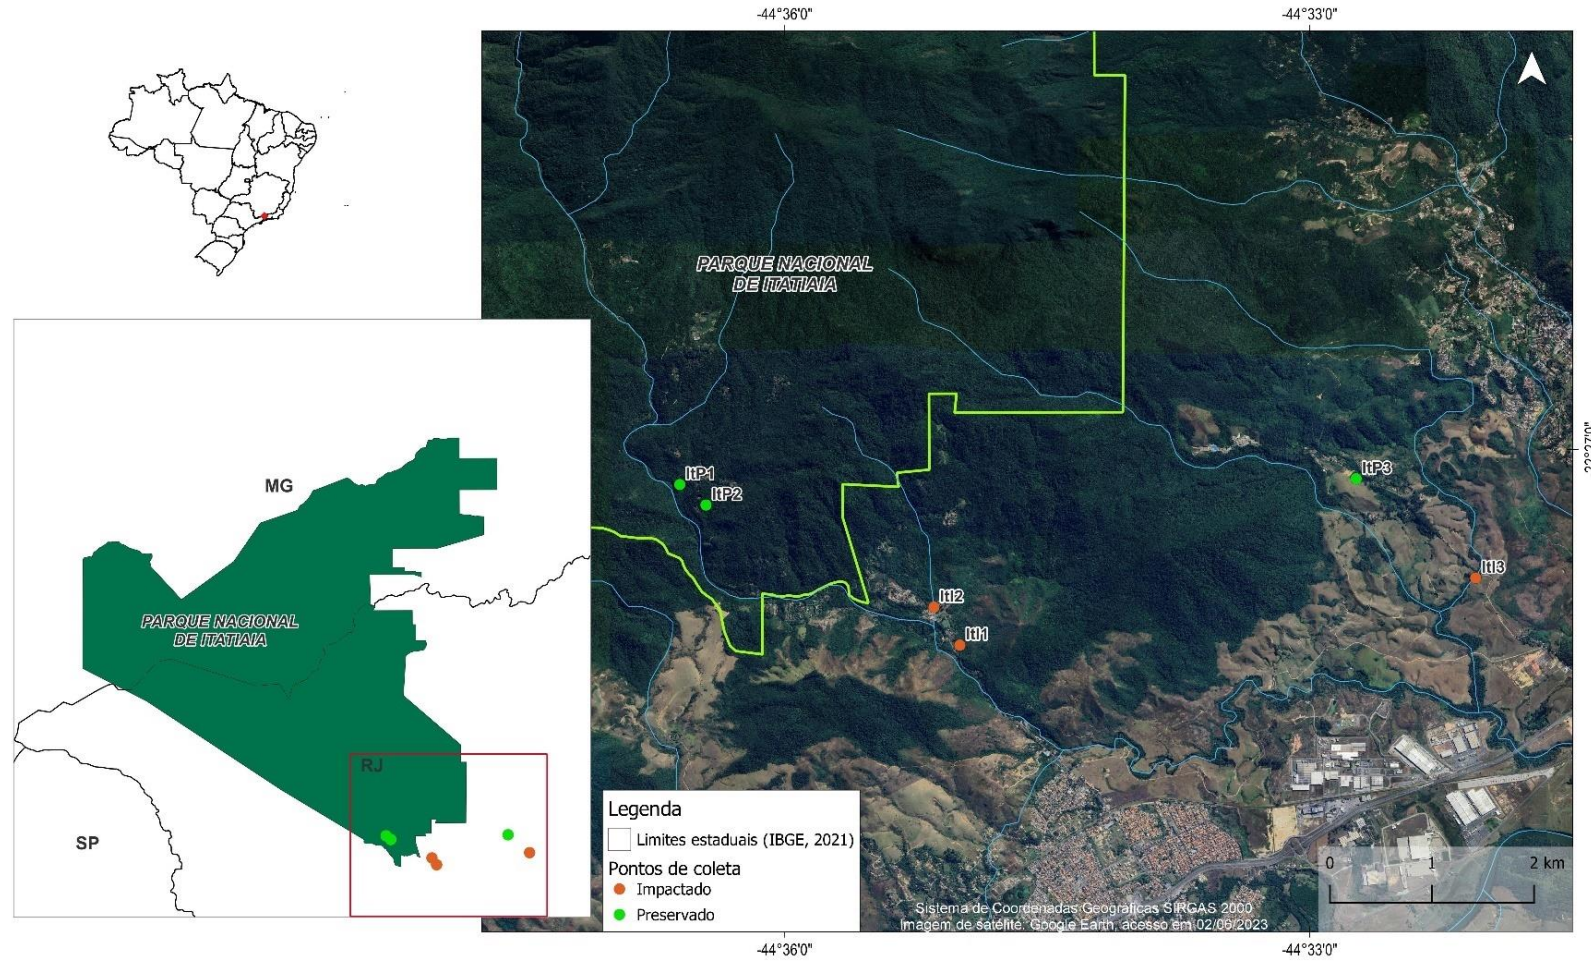 -44°36'0"
-44°33'0"
PARQUE NACIONAL
DE ITATIAIA
ItP1
ItP2
ItP3
ItI3
ItI2
ItI1
MG
PARQUE NACIONAL
DE ITATIAIA
RJ
SP
Legenda
Limites estaduais (IBGE, 2021)
Pontos de coleta
Impactado
Preservado
0 1 2 km
Sistema de Coordenadas Geográficas SIRGAS 2000
Imagem de satélite: Google Earth, acesso em 02/06/2023
-44°36'0"
-44°33'0"